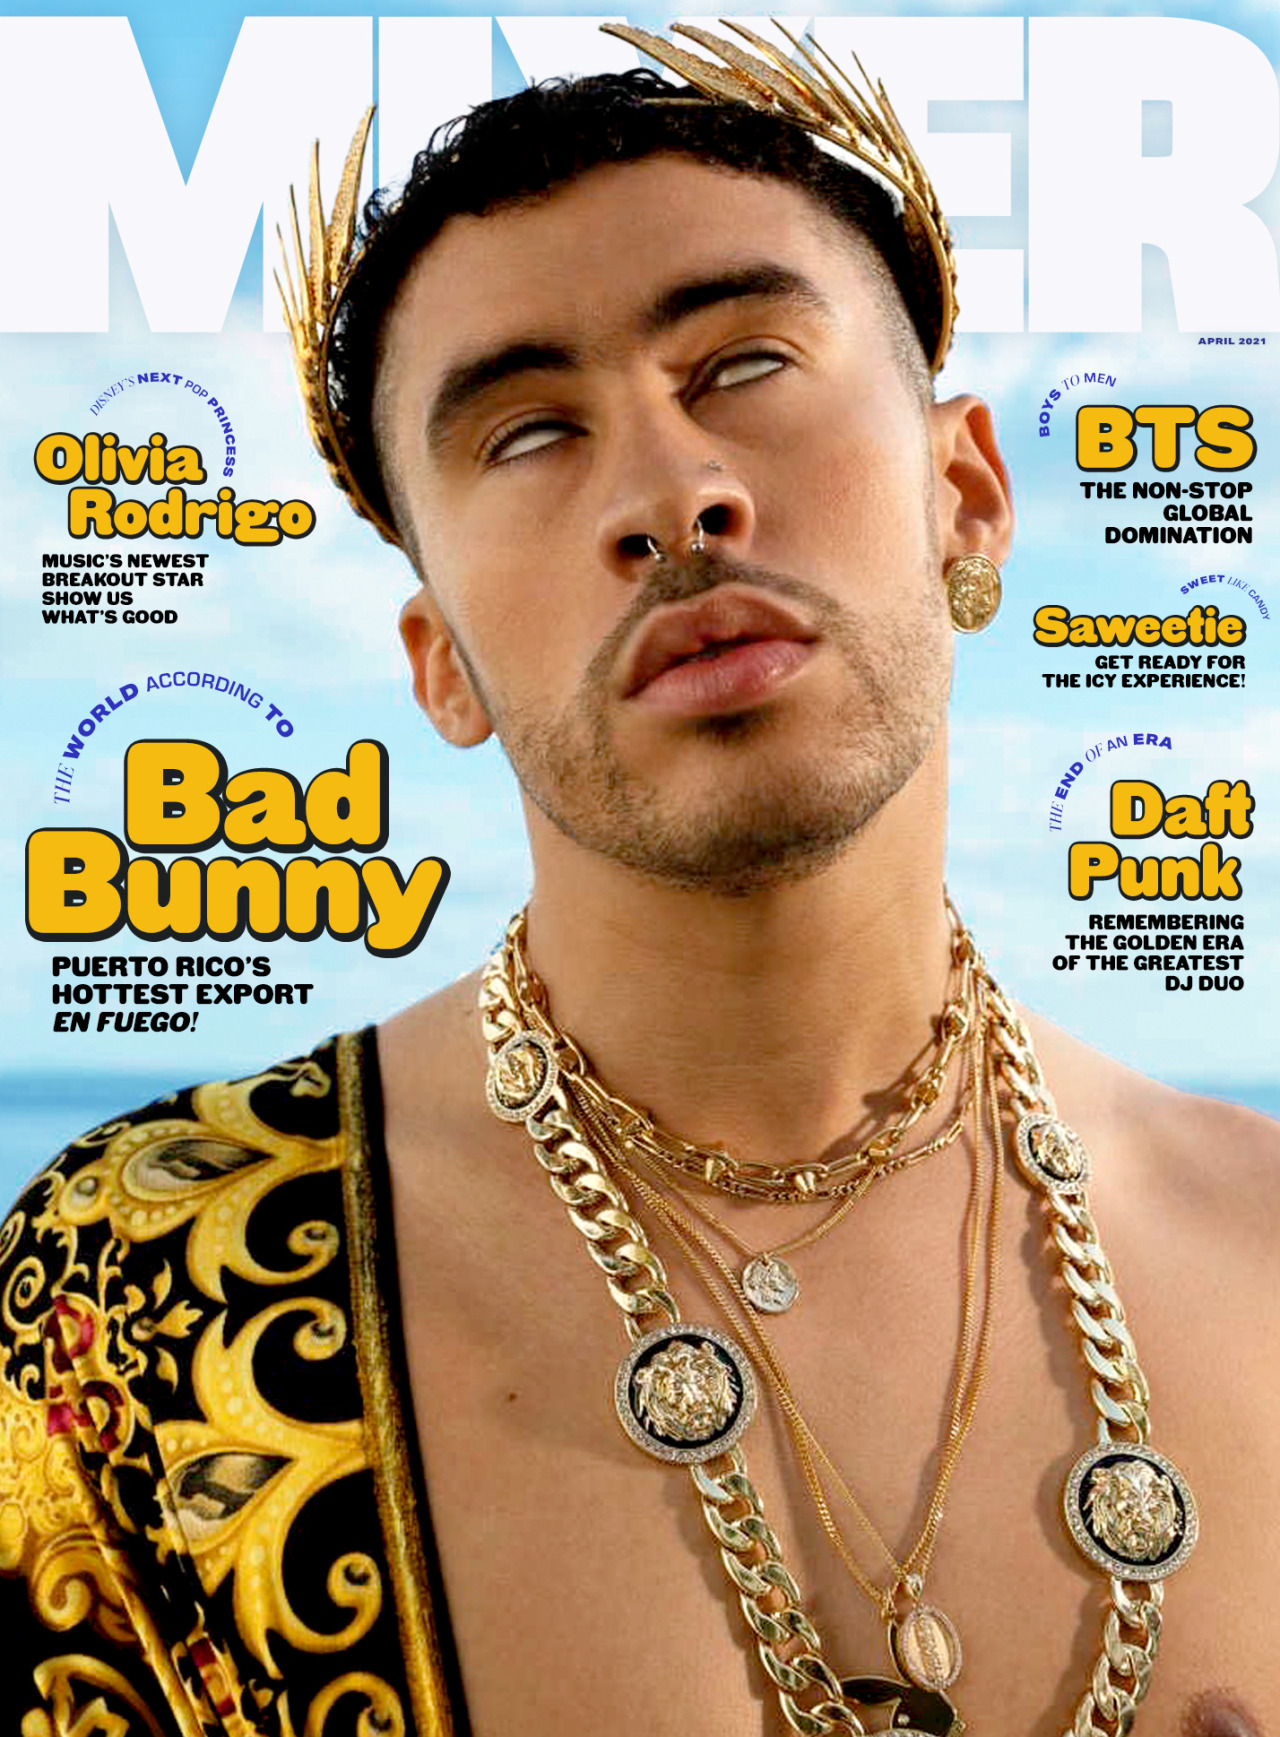 MIXER
APRIL 2021
DISNEY'S NEXT POP PRINCESS
Olivia
Rodrigo
MUSIC'S NEWEST
BREAKOUT STAR
SHOW US
WHAT'S GOOD
THE WORLD ACCORDING TO
Bad
Bunny
PUERTO RICO'S
HOTTEST EXPORT
EN FUEGO!
BOYS TO MEN
BTS
THE NON-STOP
GLOBAL
DOMINATION
SWEET LIKE CANDY
Saweetie
GET READY FOR
THE ICY EXPERIENCE!
THE END OF AN ERA
Daft
Punk
REMEMBERING
THE GOLDEN ERA
OF THE GREATEST
DJ DUO